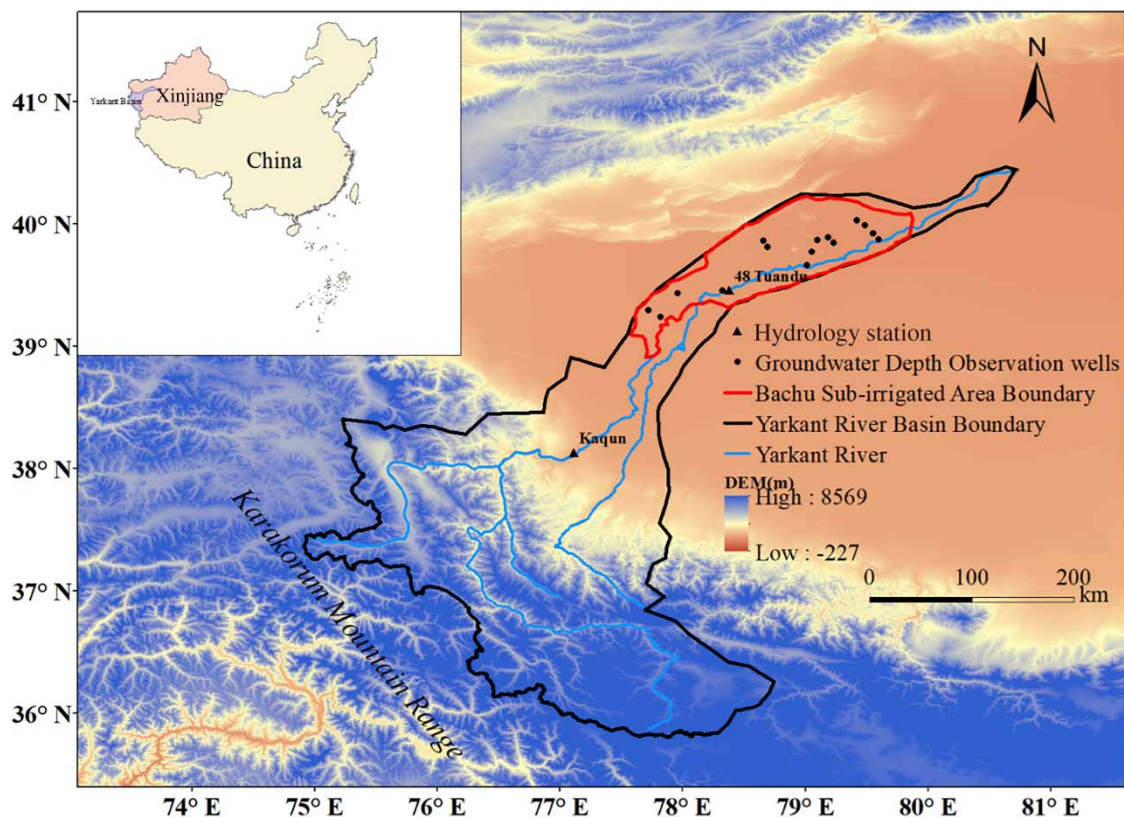 Yarkant Basin
Xinjiang
China
N
48 Tuandu
Kaqun
Karakorum Mountain Range
Hydrology station
Groundwater Depth Observation wells
Bachu Sub-irrigated Area Boundary
Yarkant River Basin Boundary
Yarkant River
DEM(m)
High : 8569
Low : -227
0 100 200
km
41° N
40° N
39° N
38° N
37° N
36° N
74° E 75° E 76° E 77° E 78° E 79° E 80° E 81° E